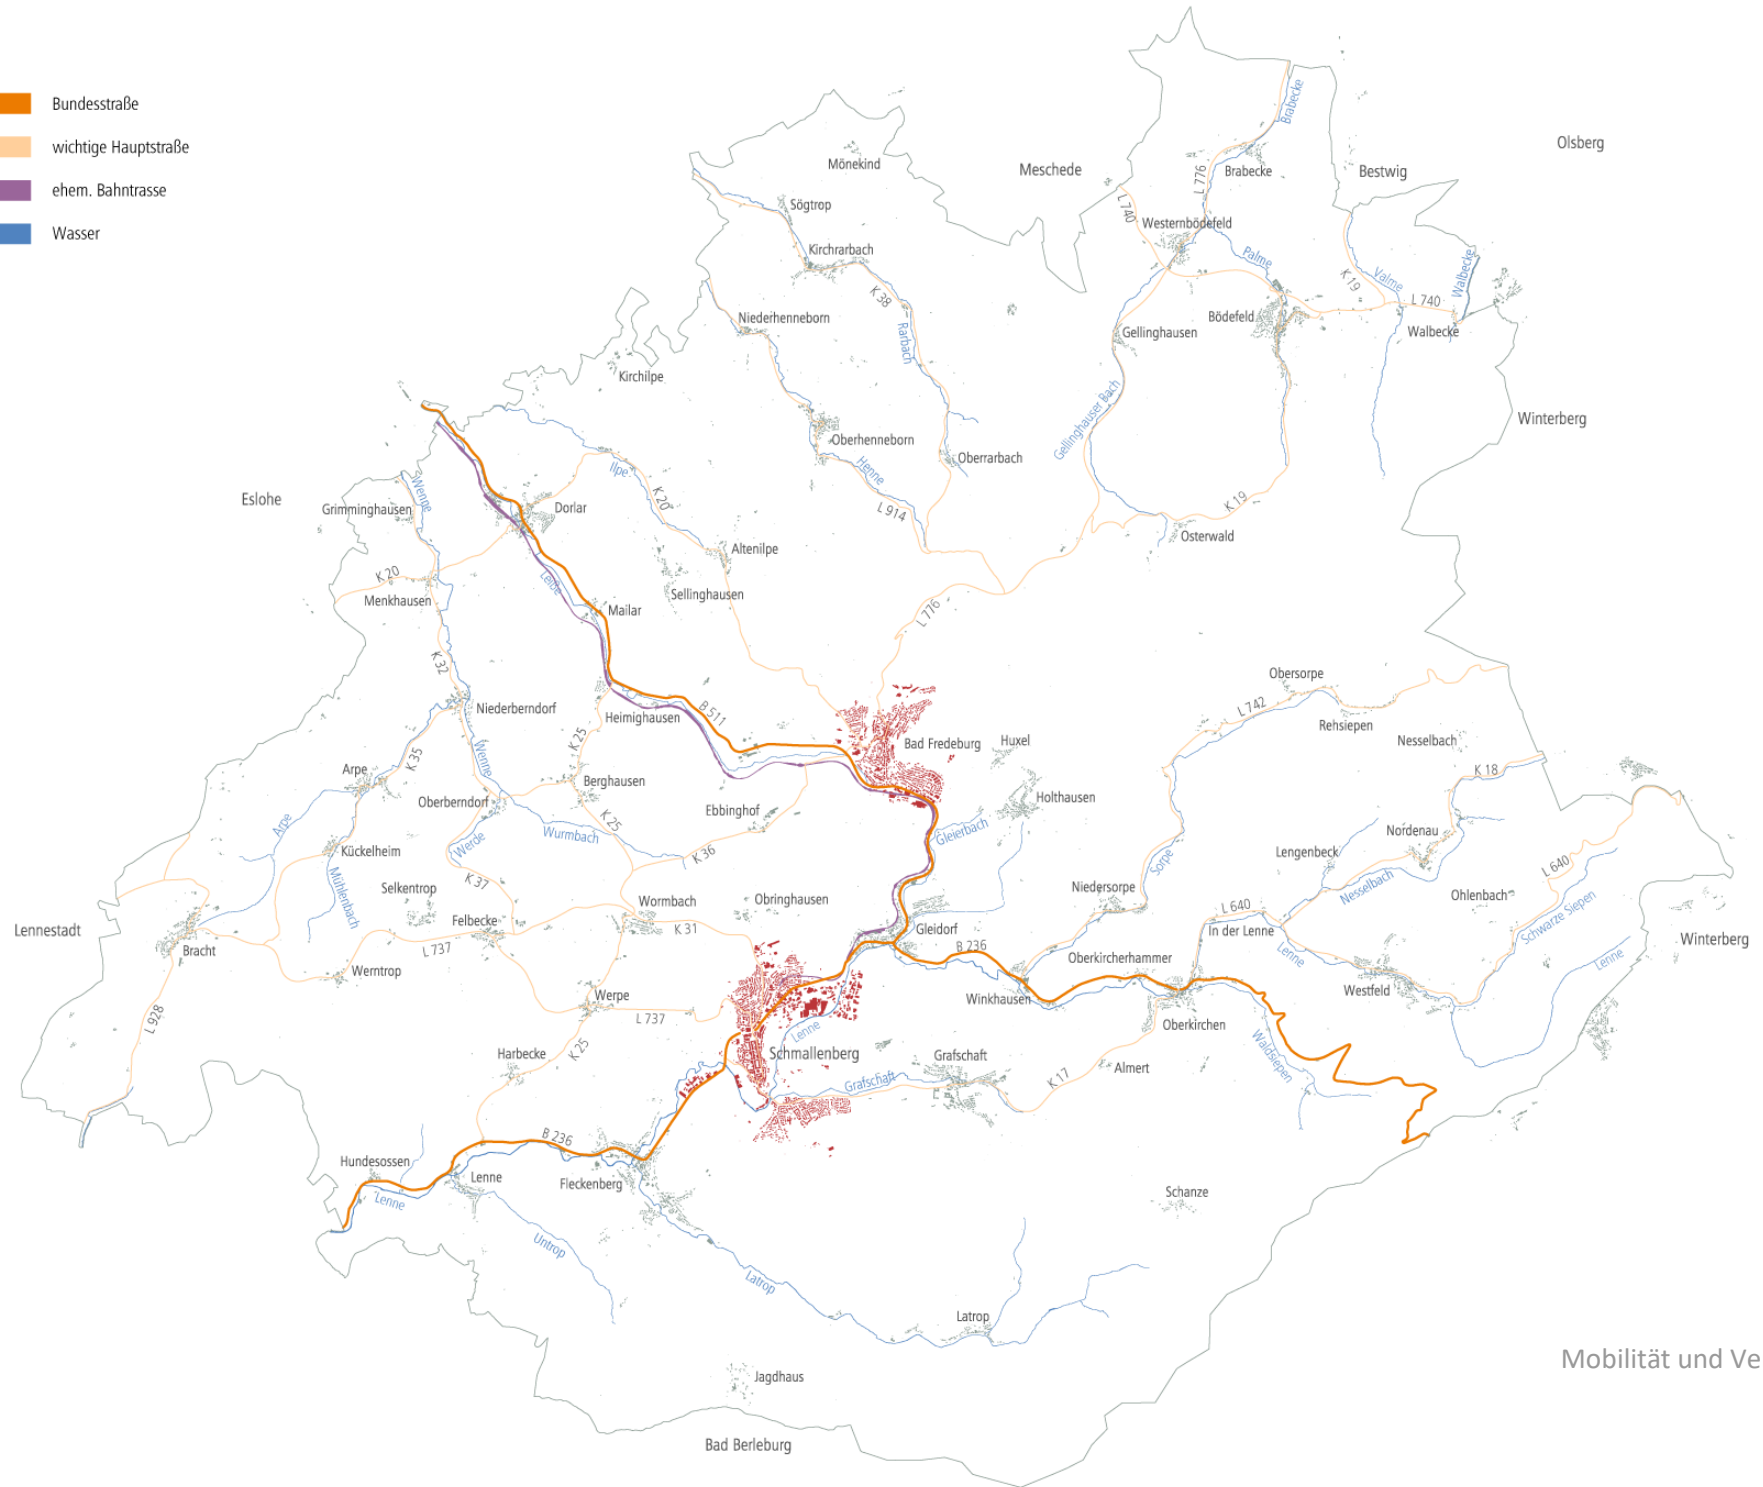 Bundesstraße
wichtige Hauptstraße
ehem. Bahntrasse
Wasser
Brabecke
Olsberg
Mönekind
Meschede
L 776
Brabecke
Bestwig
Sögtrop
L 740
Westernbödefeld
Kirchrarbach
Palme
K 19
Valme
Walbecke
K 38
L 740
Niederhenneborn
Rarbach
Bödefeld
Gellinghausen
Walbecke
Kirchilpe
Gellinghauser Bach
Winterberg
Oberhenneborn
Oberrarbach
Ilpe
Henne
Wenne
Eslohe
K 20
K 19
Grimminghausen
Dorlar
L 914
Osterwald
Altenilpe
K 20
Leiße
Menkhausen
Sellinghausen
Mailar
L 776
K 32
Obersorpe
Niederberndorf
Heimighausen
B 511
L 742
Rehsiepen
K 25
Bad Fredeburg
Huxel
Nesselbach
Wenne
K 35
Arpe
K 18
Berghausen
Oberberndorf
Ebbinghof
Holthausen
Arpe
K 25
Wurmbach
Gleierbach
Nordenau
Werde
Kückelheim
K 36
Lengenbeck
Sorpe
L 640
K 37
Selkentrop
Mühlenbach
Niedersorpe
Nesselbach
Ohlenbach
Wormbach
Obringhausen
L 640
Schwarze Siepen
Lennestadt
Felbecke
K 31
Gleidorf
In der Lenne
Winterberg
Bracht
L 737
B 236
Oberkircherhammer
Lenne
Lenne
Werntrop
Werpe
Winkhausen
Westfeld
L 928
L 737
Lenne
Oberkirchen
Harbecke
K 25
Schmallenberg
Grafschaft
Almert
Waldsiepen
Grafschaft
K 17
B 236
Hundesossen
Lenne
Fleckenberg
Schanze
Lenne
Untrop
Latrop
Latrop
Mobilität und Ve
Jagdhaus
Bad Berleburg